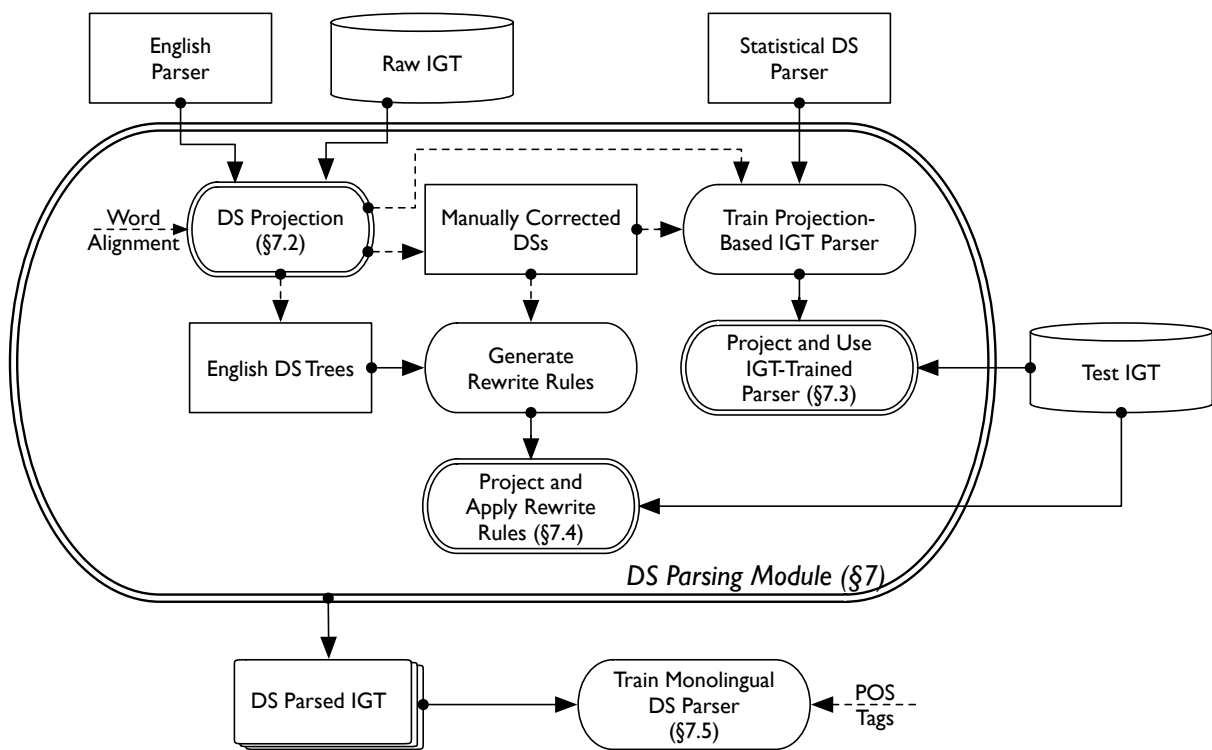 English
Parser
Raw IGT
Statistical DS
Parser
Word
Alignment
DS Projection
(§7.2)
Manually Corrected
DSs
Train Projection-
Based IGT Parser
English DS Trees
Generate
Rewrite Rules
Project and Use
IGT-Trained
Parser (§7.3)
Test IGT
Project and
Apply Rewrite
Rules (§7.4)
DS Parsing Module (§7)
DS Parsed IGT
Train Monolingual
DS Parser
(§7.5)
POS
Tags